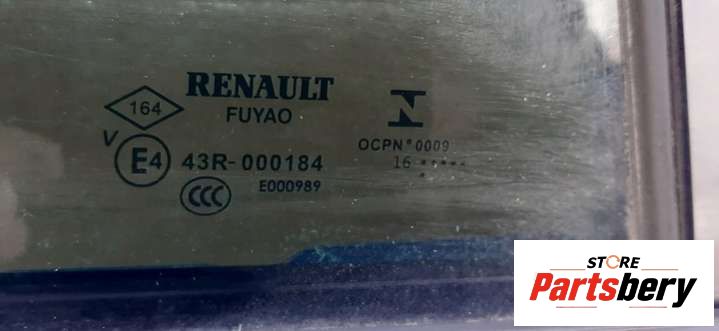 RENAULT
FUYAO
164
V
E4
43R-000184
CCC
E000989
N
OCPN°0009
16 •••••
•
STORE
Partsbery